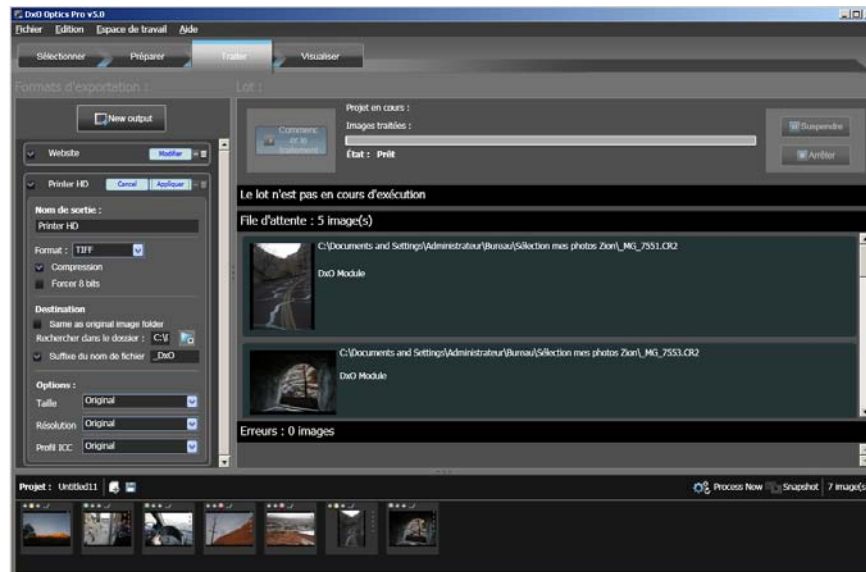 DxO Optics Pro v5.0
Fichier Edition Espace de travail Aide
Sélectionner Préparer Traiter Visualiser
Formats d'exportation :
New output
Website Modifier
Printer HD Cancel Appliquer
Nom de sortie :
Printer HD
Format : TIFF
Compression
Forcer 8 bits
Destination
Same as original image folder
Rechercher dans le dossier :
Suffixe du nom de fichier _DxO
Options :
Taille Original
Résolution Original
Profil ICC Original
Lot :
Commenc
er le
traitement
Projet en cours :
Images traitées :
État : Prêt
Suspendre
Arrêter
Le lot n'est pas en cours d'exécution
File d'attente : 5 image(s)
C:\Documents and Settings\Administrateur\Bureau\Sélection mes photos Zion\_MG_7551.CR2
DxO Module
C:\Documents and Settings\Administrateur\Bureau\Sélection mes photos Zion\_MG_7553.CR2
DxO Module
Erreurs : 0 images
Projet : Untitled11
Process Now Snapshot 7 image(s